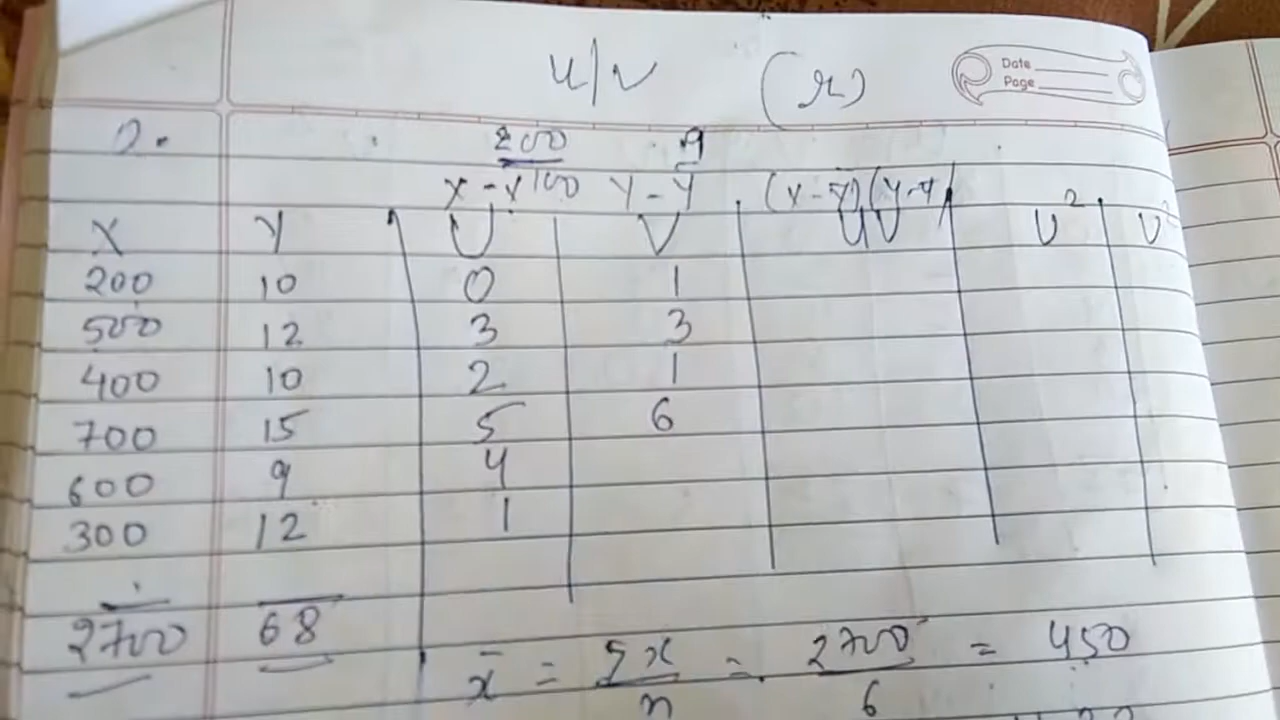 u/v (r)
Date
Page
2.
200 9
X - X 100 Y - Y (X - X̄)(Y - Y)
X Y U V UV U² V²
200 10 0 1
500 12 3 3
400 10 2 1
700 15 5 6
600 9 4
300 12 1
2700 68
x̄ = Σx = 2700 = 450
n 6